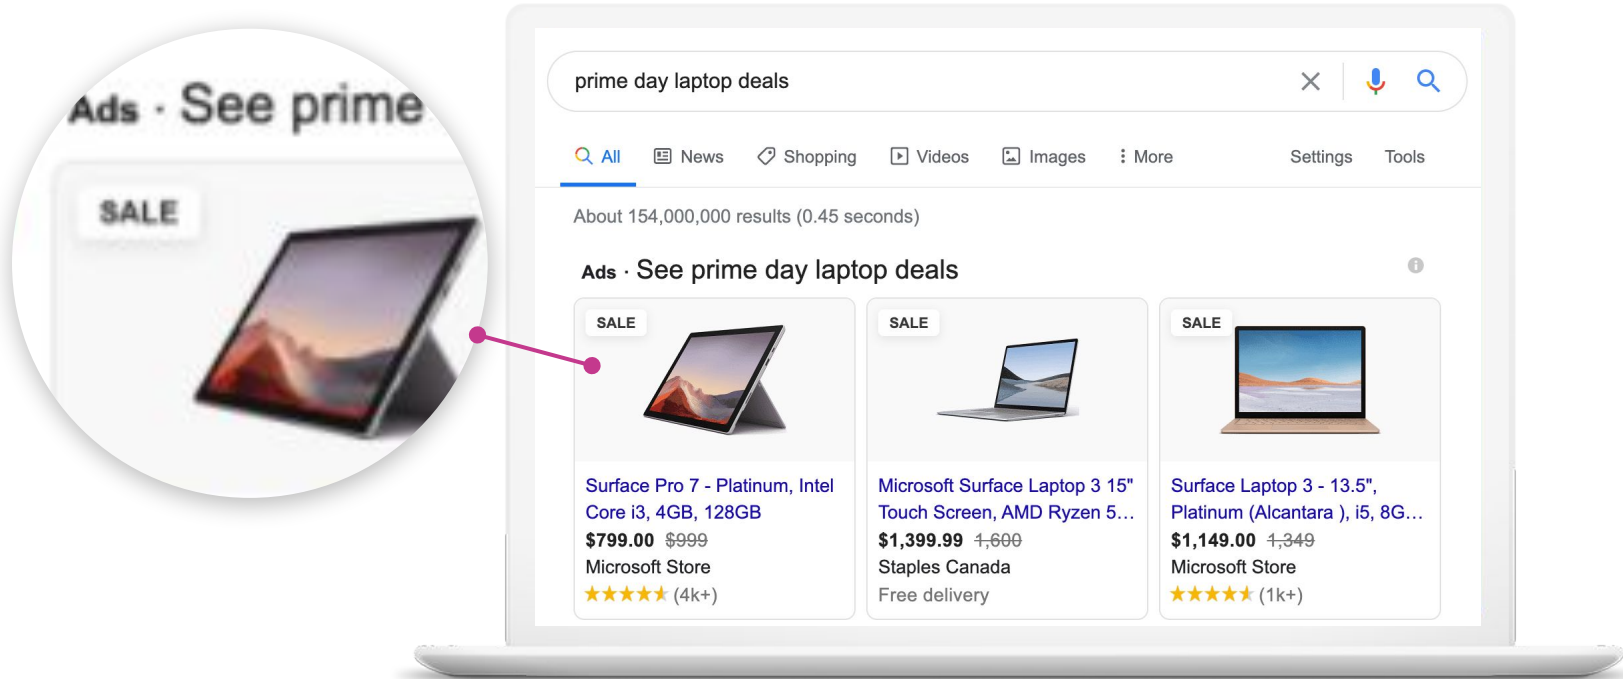 Ads · See prime
SALE
prime day laptop deals
All News Shopping Videos Images More Settings Tools
About 154,000,000 results (0.45 seconds)
Ads · See prime day laptop deals
SALE
SALE
SALE
Surface Pro 7 - Platinum, Intel
Core i3, 4GB, 128GB
$799.00 $999
Microsoft Store
(4k+)
Microsoft Surface Laptop 3 15"
Touch Screen, AMD Ryzen 5...
$1,399.99 1,600
Staples Canada
Free delivery
Surface Laptop 3 - 13.5",
Platinum (Alcantara ), i5, 8G...
$1,149.00 1,349
Microsoft Store
(1k+)